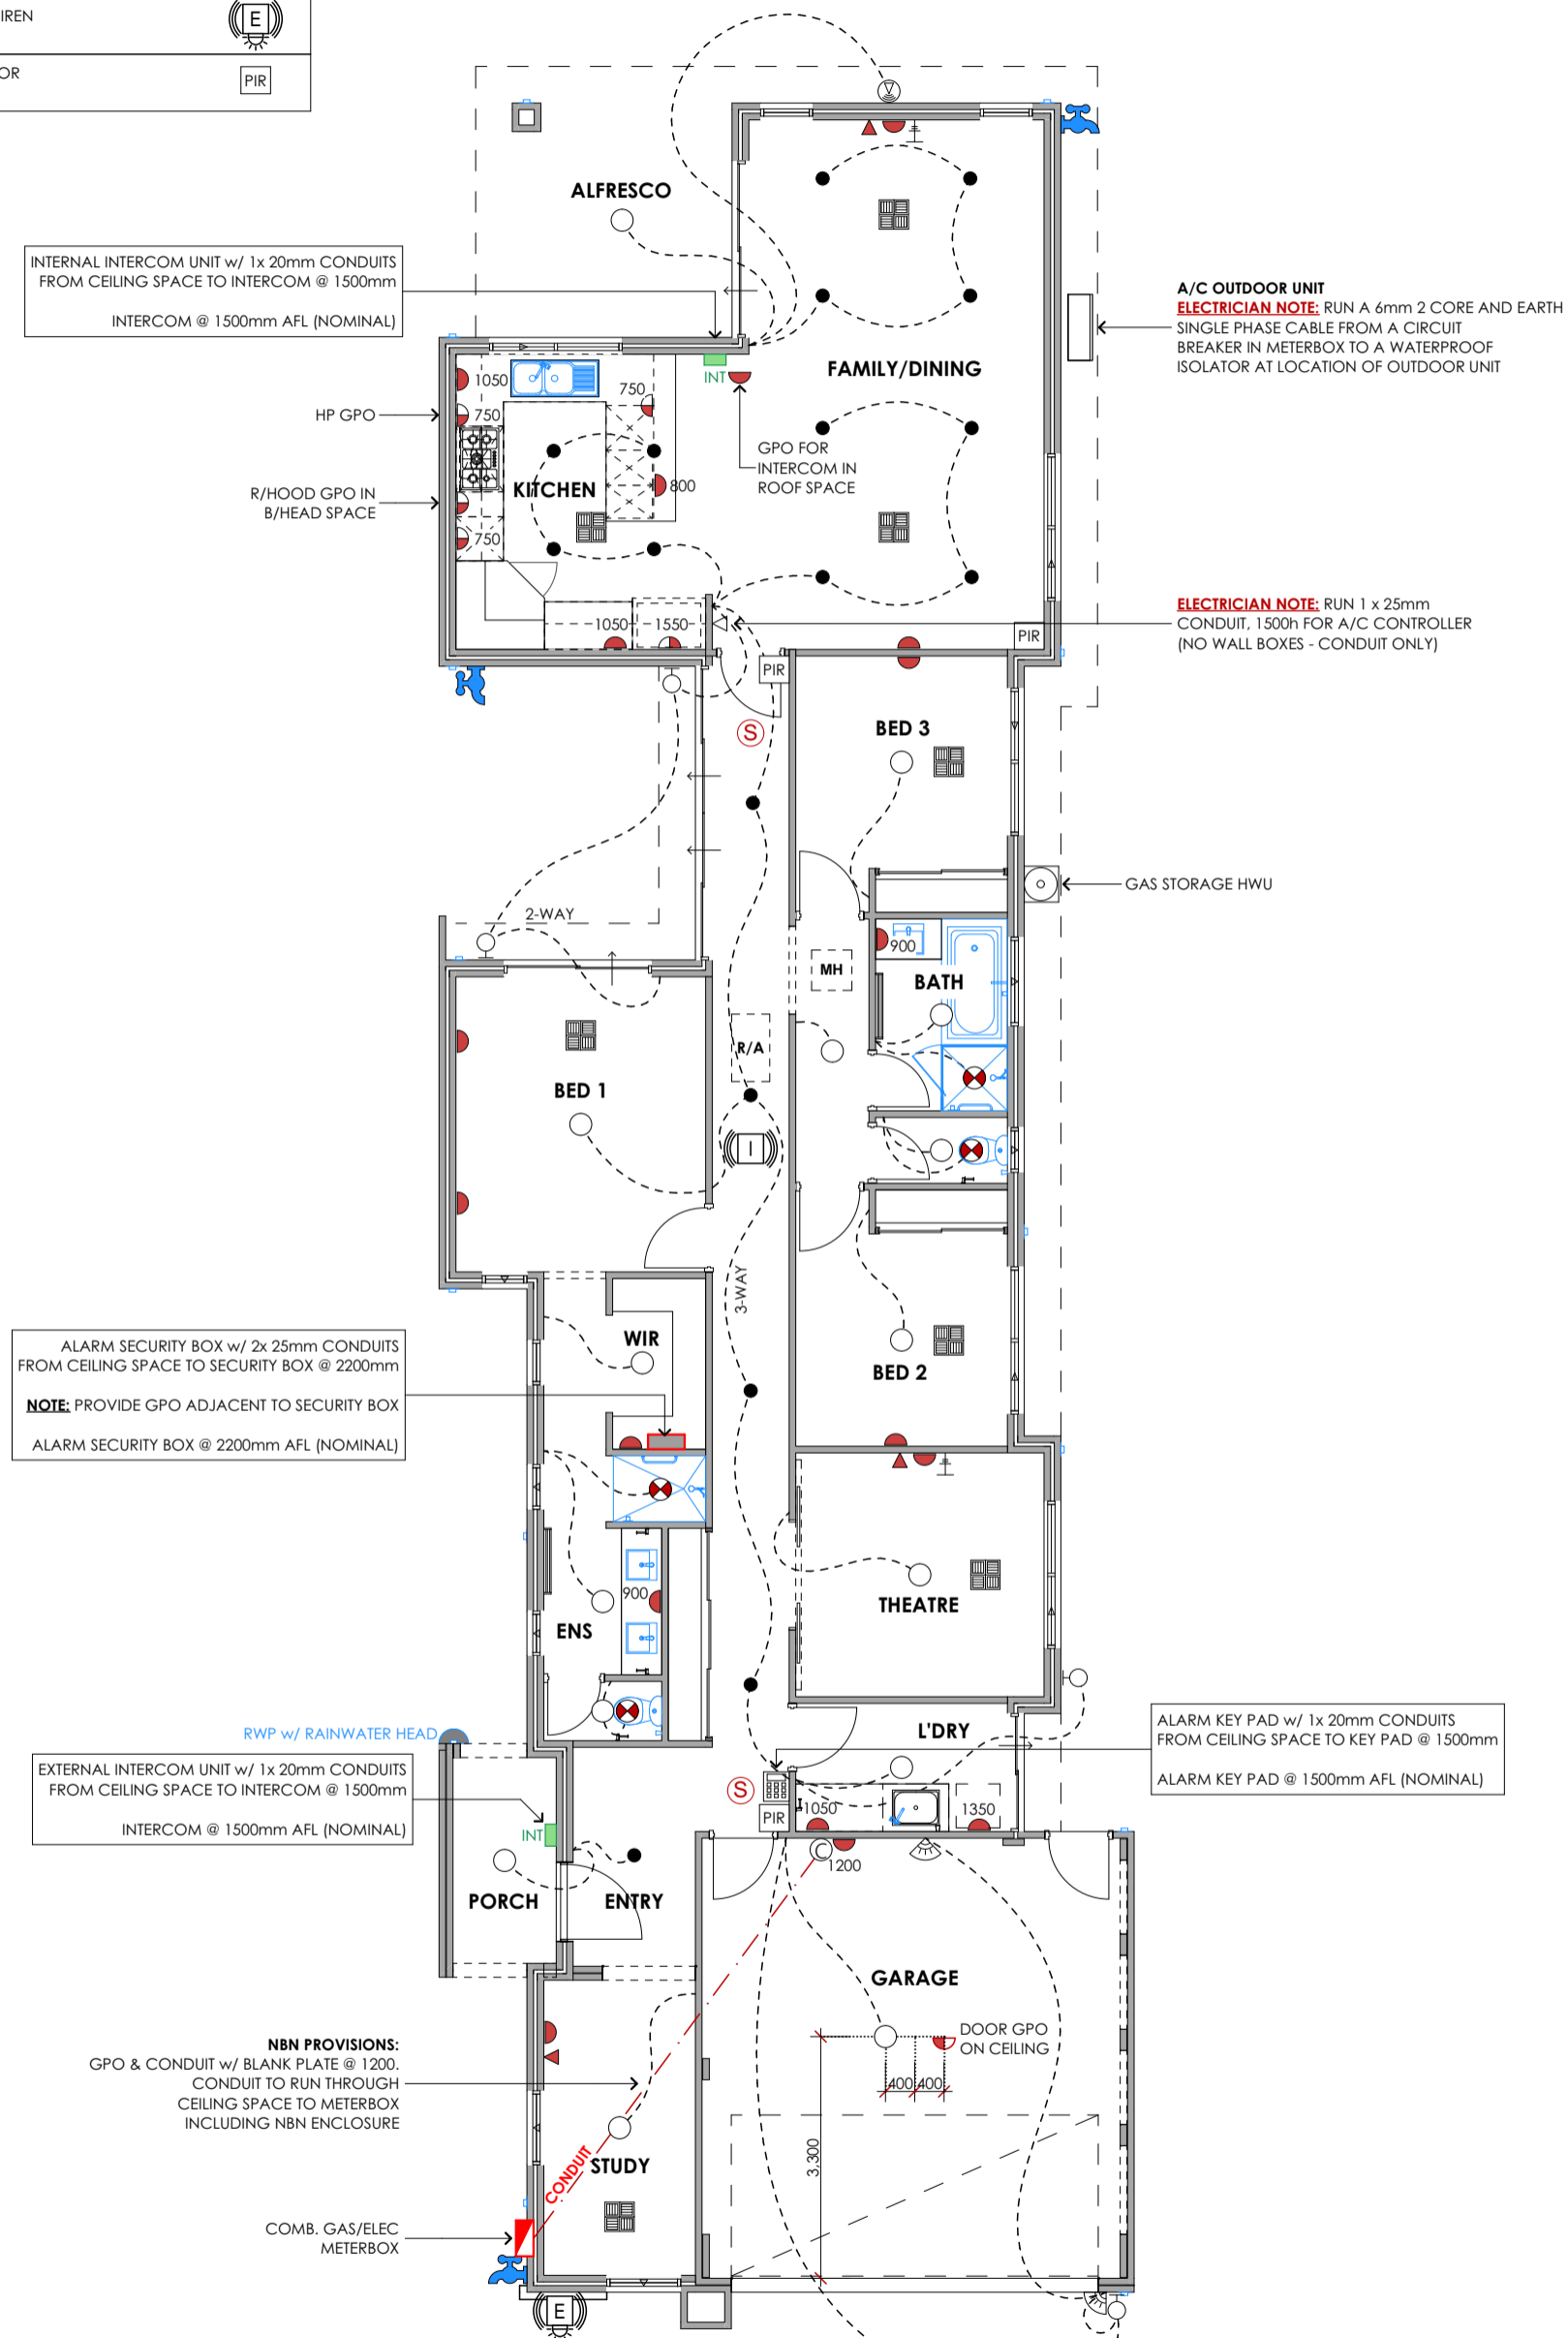 IREN
E
OR
PIR
ALFRESCO
INTERNAL INTERCOM UNIT w/ 1x 20mm CONDUITS
FROM CEILING SPACE TO INTERCOM @ 1500mm
INTERCOM @ 1500mm AFL (NOMINAL)
A/C OUTDOOR UNIT
ELECTRICIAN NOTE: RUN A 6mm 2 CORE AND EARTH
SINGLE PHASE CABLE FROM A CIRCUIT
BREAKER IN METERBOX TO A WATERPROOF
ISOLATOR AT LOCATION OF OUTDOOR UNIT
FAMILY/DINING
INT
1050
750
750
HP GPO
GPO FOR
INTERCOM IN
ROOF SPACE
KITCHEN
800
R/HOOD GPO IN
B/HEAD SPACE
750
ELECTRICIAN NOTE: RUN 1 x 25mm
CONDUIT, 1500h FOR A/C CONTROLLER
(NO WALL BOXES - CONDUIT ONLY)
1050
1550
PIR
PIR
S
BED 3
GAS STORAGE HWU
2-WAY
900
MH
BATH
R/A
BED 1
I
3-WAY
WIR
BED 2
ALARM SECURITY BOX w/ 2x 25mm CONDUITS
FROM CEILING SPACE TO SECURITY BOX @ 2200mm
NOTE: PROVIDE GPO ADJACENT TO SECURITY BOX
ALARM SECURITY BOX @ 2200mm AFL (NOMINAL)
900
THEATRE
ENS
L'DRY
ALARM KEY PAD w/ 1x 20mm CONDUITS
FROM CEILING SPACE TO KEY PAD @ 1500mm
ALARM KEY PAD @ 1500mm AFL (NOMINAL)
RWP w/ RAINWATER HEAD
EXTERNAL INTERCOM UNIT w/ 1x 20mm CONDUITS
FROM CEILING SPACE TO INTERCOM @ 1500mm
INTERCOM @ 1500mm AFL (NOMINAL)
S
PIR
1050
1350
INT
C
1200
PORCH
ENTRY
GARAGE
DOOR GPO
ON CEILING
400
400
3,300
NBN PROVISIONS:
GPO & CONDUIT w/ BLANK PLATE @ 1200.
CONDUIT TO RUN THROUGH
CEILING SPACE TO METERBOX
INCLUDING NBN ENCLOSURE
CONDUIT
STUDY
COMB. GAS/ELEC
METERBOX
E